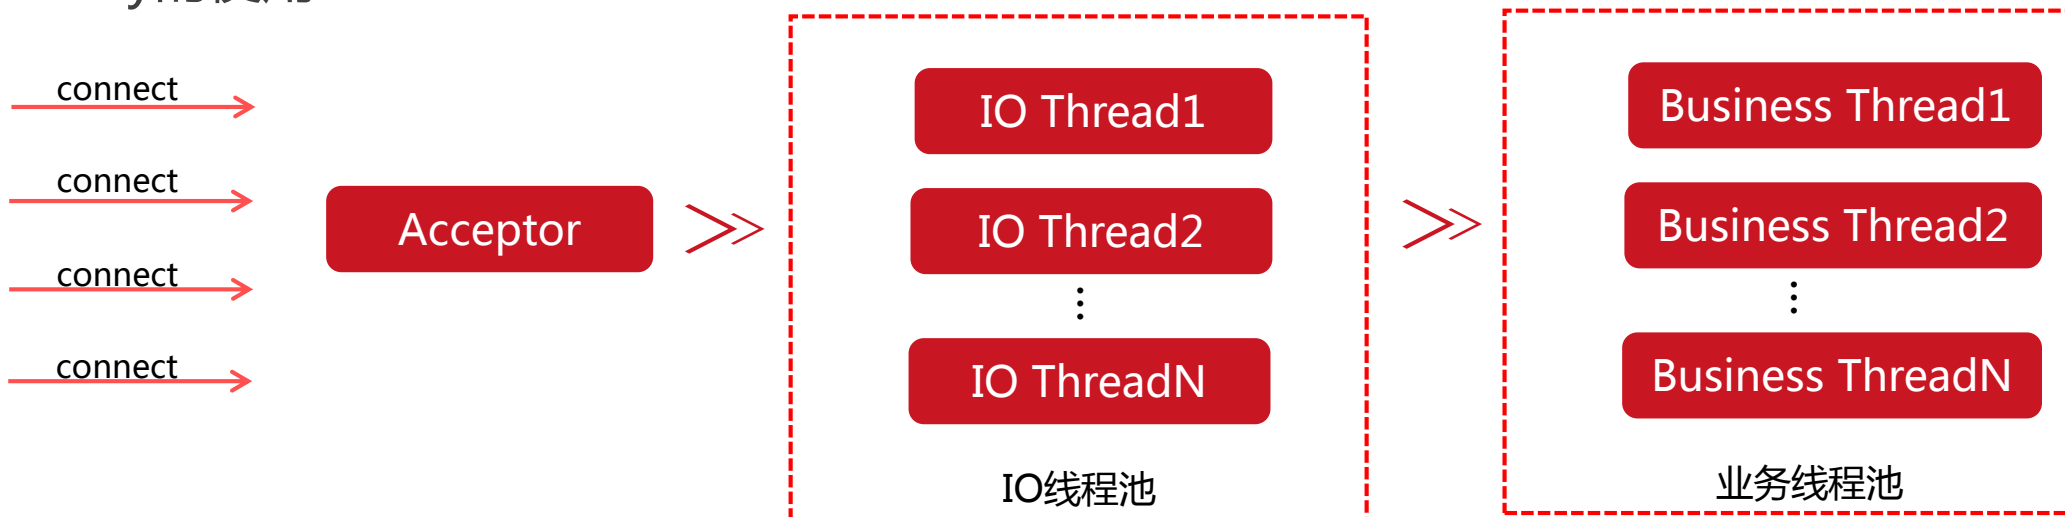 connect
connect
connect
connect
Acceptor
IO Thread1
IO Thread2
IO ThreadN
IO线程池
Business Thread1
Business Thread2
Business ThreadN
业务线程池